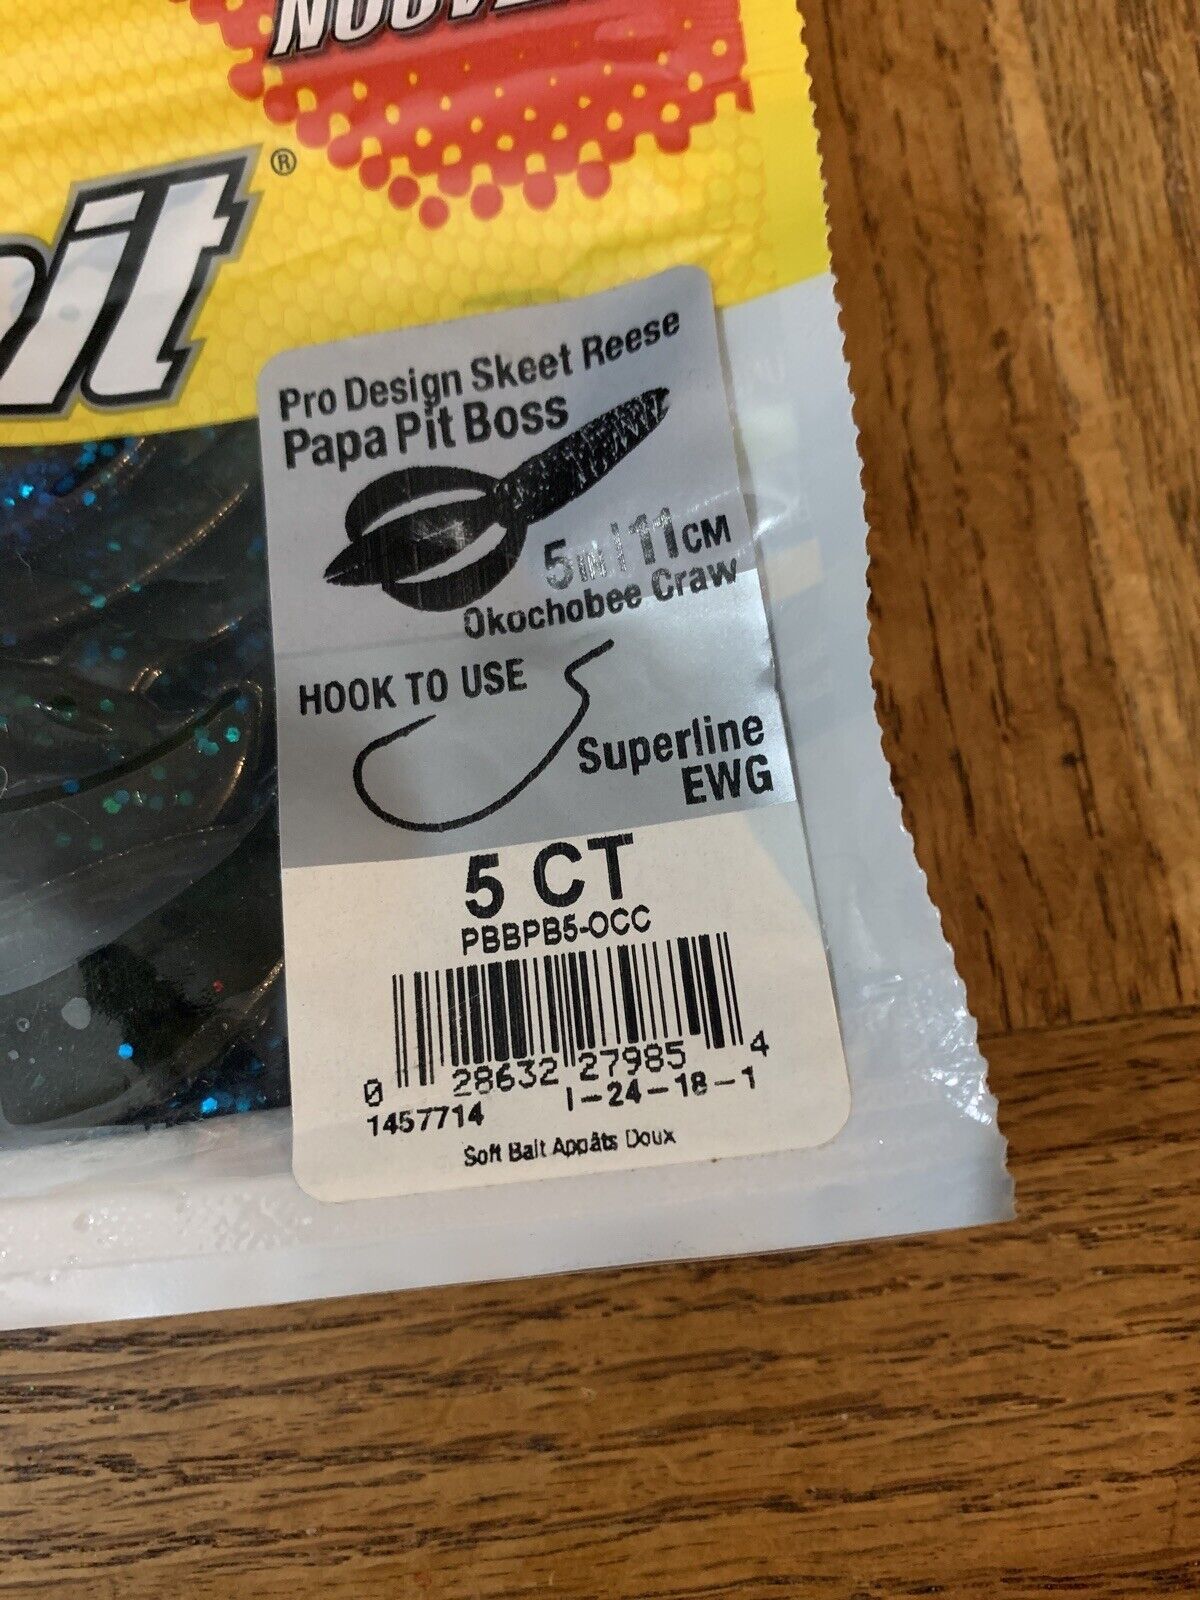 ®
Pro Design Skeet Reese
Papa Pit Boss
5in/11CM
Okochobee Craw
HOOK TO USE
Superline
EWG
5 CT
PBBPB5-OCC
0 28632 27985 4
1457714 1-24-18-1
Soft Bait Appâts Doux